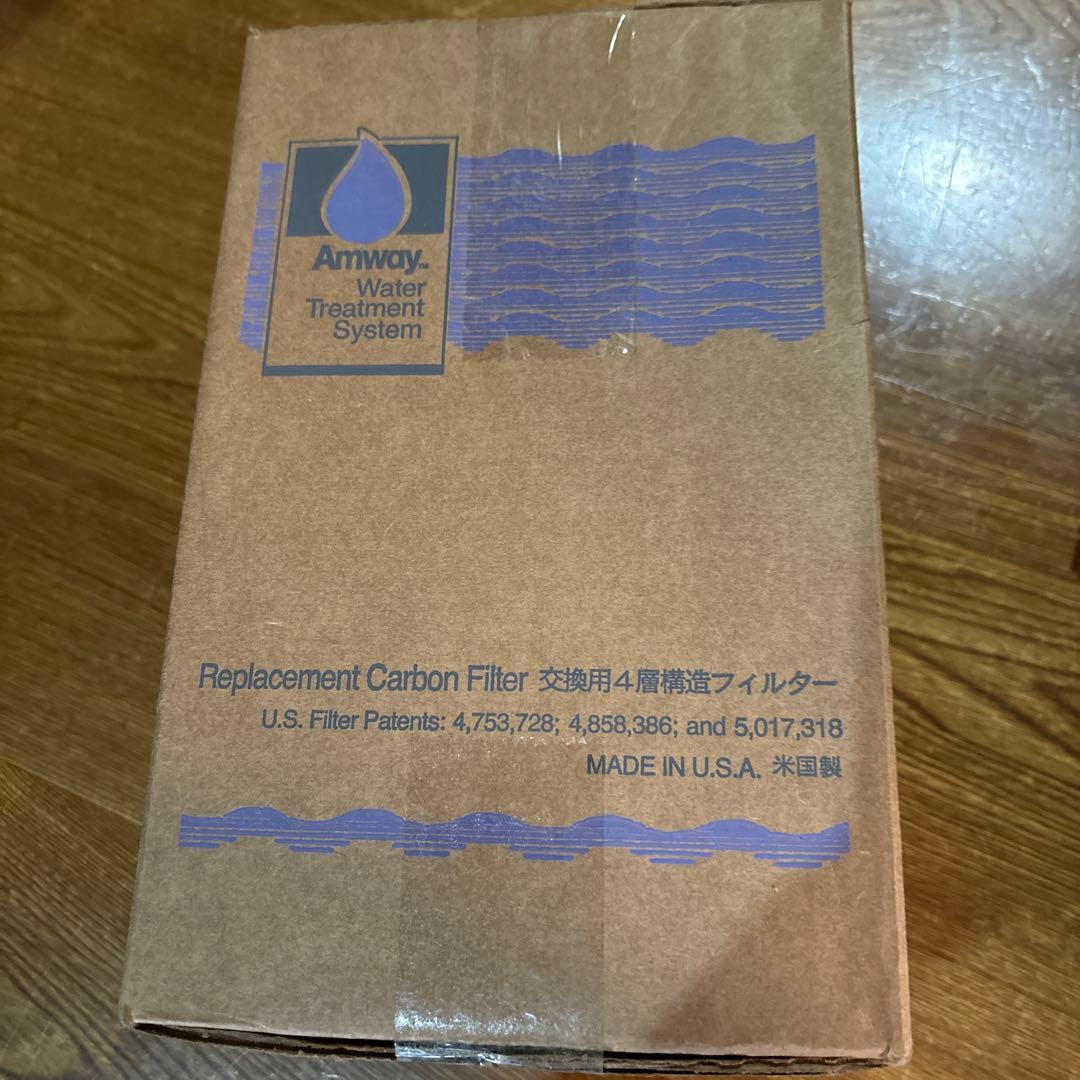 Amway™
Water
Treatment
System
Replacement Carbon Filter 交換用4層構造フィルター
U.S. Filter Patents: 4,753,728; 4,858,386; and 5,017,318
MADE IN U.S.A. 米国製